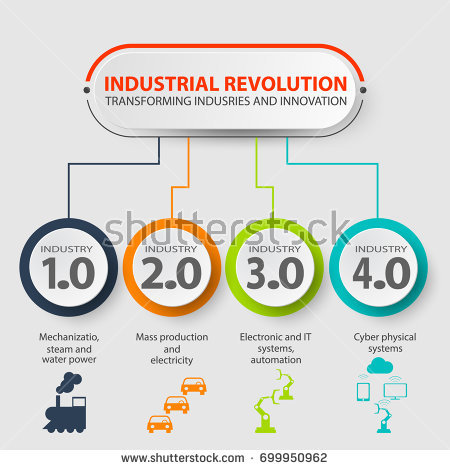 INDUSTRIAL REVOLUTION
TRANSFORMING INDUSRIES AND INNOVATION
INDUSTRY
1.0
INDUSTRY
2.0
INDUSTRY
3.0
INDUSTRY
4.0
shutterstock
Mechanizatio,
steam and
water power
Mass production
and
electricity
Electronic and IT
systems,
automation
Cyber physical
systems
www.shutterstock.com · 699950962